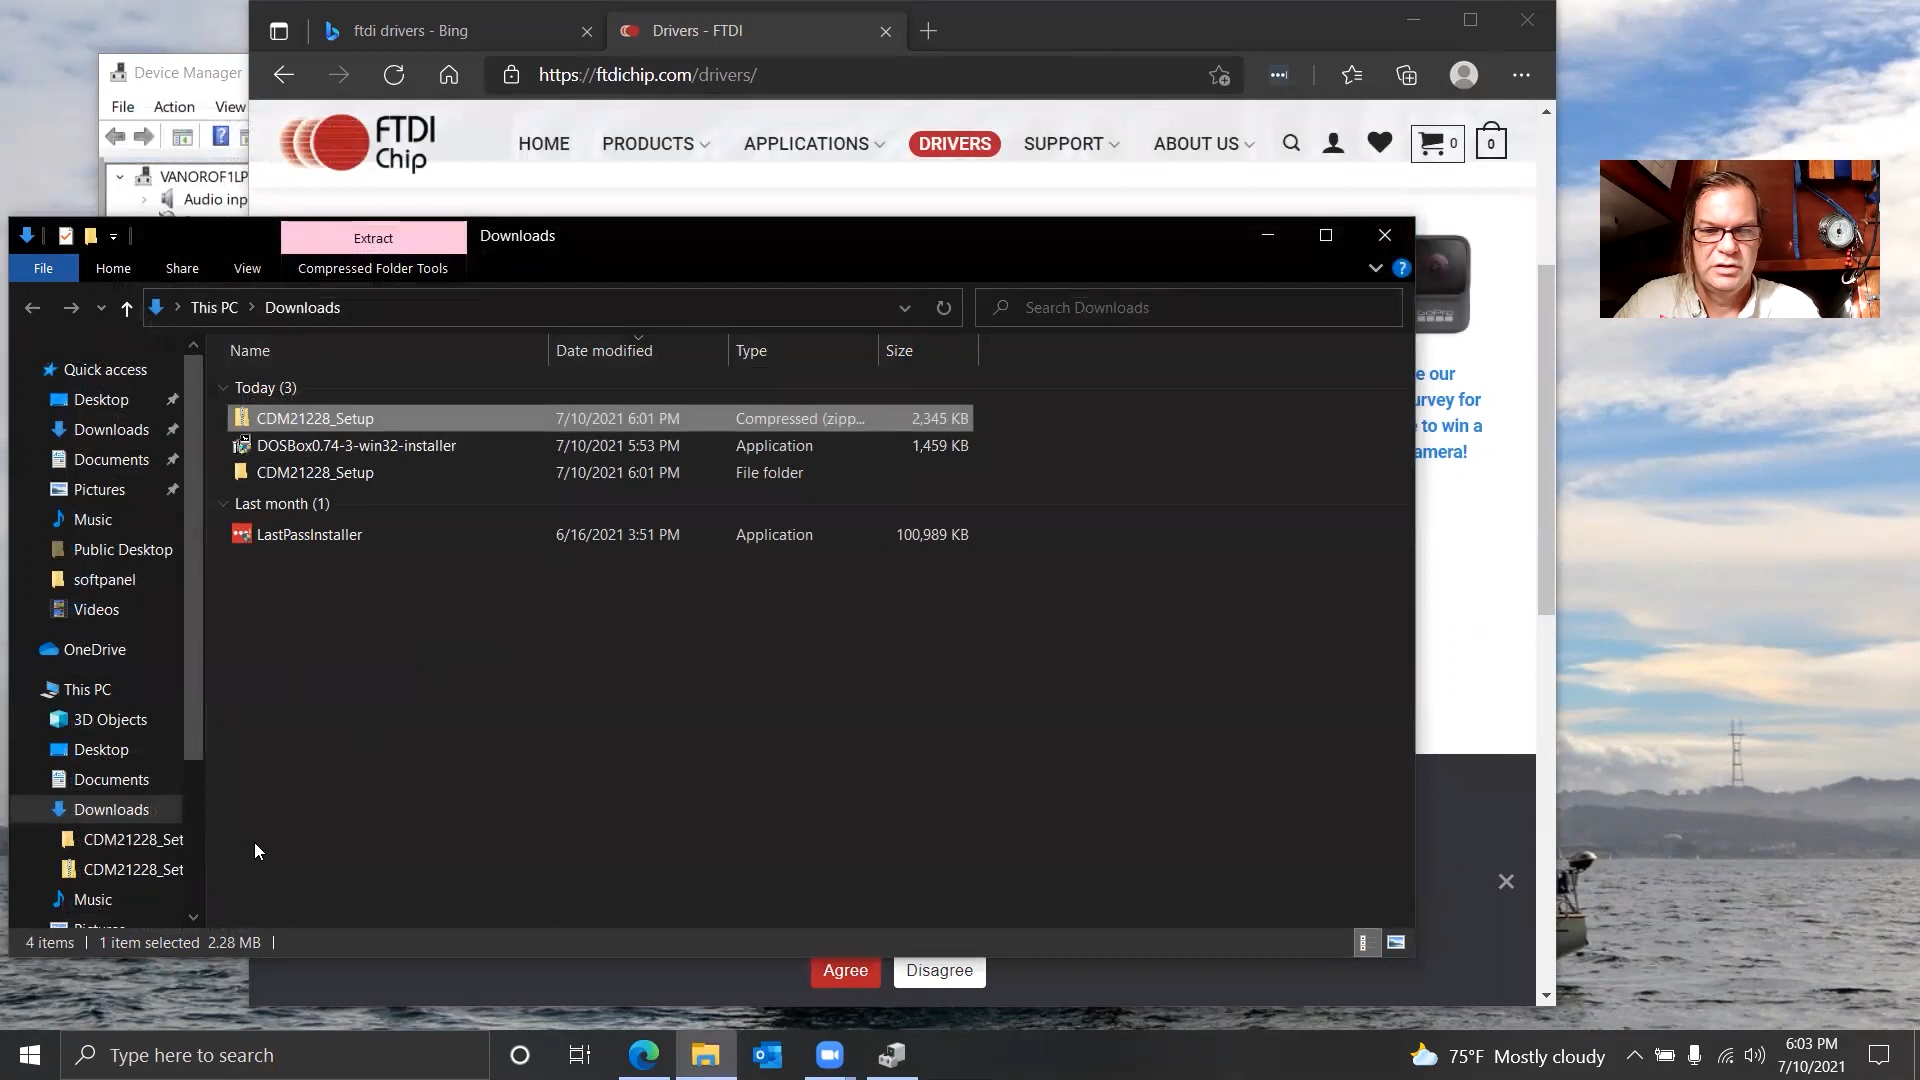 ftdi drivers - Bing
Drivers - FTDI
Device Manager
https://ftdichip.com/drivers/
File Action View
FTDI Chip
HOME PRODUCTS APPLICATIONS DRIVERS SUPPORT ABOUT US 0 0
VANOROF1LP
Audio inp
Extract
Downloads
File Home Share View Compressed Folder Tools
This PC Downloads
Search Downloads
GoPro
Name Date modified Type Size
Quick access
Today (3)
e our
Desktop
CDM21228_Setup 7/10/2021 6:01 PM Compressed (zipp... 2,345 KB
urvey for
Downloads
DOSBox0.74-3-win32-installer 7/10/2021 5:53 PM Application 1,459 KB
to win a
Documents
CDM21228_Setup 7/10/2021 6:01 PM File folder
amera!
Pictures
Last month (1)
Music
LastPassInstaller 6/16/2021 3:51 PM Application 100,989 KB
Public Desktop
softpanel
Videos
OneDrive
This PC
3D Objects
Desktop
Documents
Downloads
CDM21228_Set
CDM21228_Set
Music
4 items 1 item selected 2.28 MB
Agree Disagree
Type here to search
75°F Mostly cloudy
6:03 PM
7/10/2021